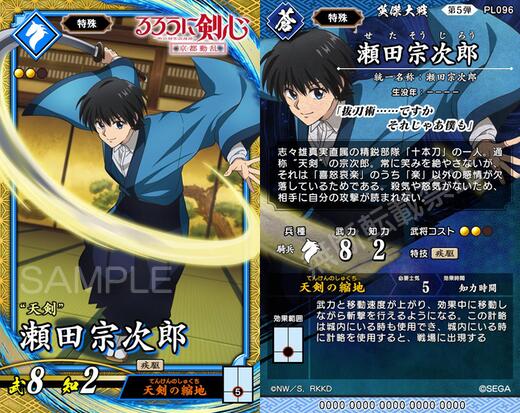 特殊
るろうに剣心
京都動乱
SAMPLE
“天剣”
瀬田宗次郎
疾駆
武8 知2
てんけんのしゅくち
天剣の縮地
5
蒼
特殊
英傑大戦
第5弾
PL096
せたそうじろう
瀬田宗次郎
統一名称：瀬田宗次郎
生没年：－－－－
「抜刀術……ですか
それじゃあ僕も」
志々雄真実直属の精鋭部隊「十本刀」の一人。通
称“天剣”の宗次郎。常に笑みを絶やさないが、そ
れは「喜怒哀楽」のうち「楽」以外の感情が欠
落しているためである。殺気や怒気がないため、
相手に自分の攻撃が読まれない。
兵種 武力 知力 武将コスト
騎兵 8 2 特技 疾駆
てんけんのしゅくち 必要士気 効果時間
天剣の縮地 5 知力時間
効果範囲
武力と移動速度が上がり、効果中に移動し
ながら斬撃を行えるようになる。この計略
は城内にいる時も使用でき、城内にいる時
に計略を使用すると、戦場に出現する
©NW／S，RKKD
©SEGA
0000 0000 0000 0000 0000